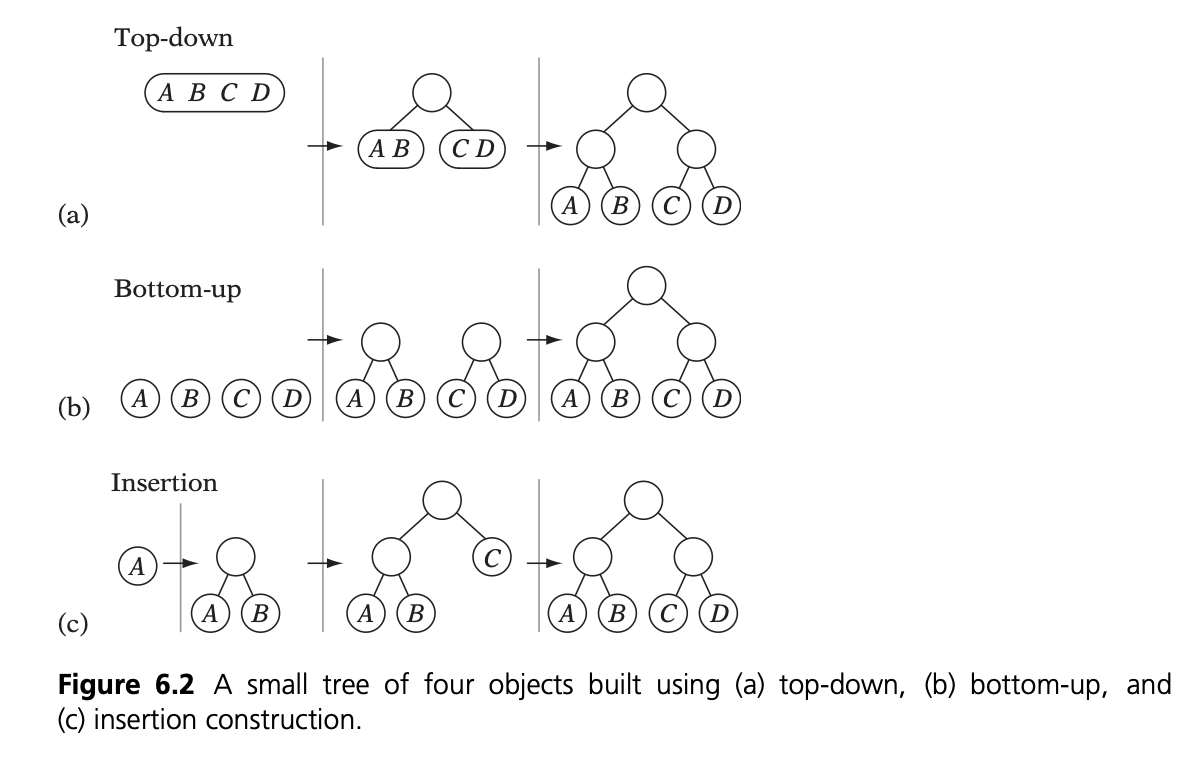 Top-down
A B C D
A B C D
(a) A B C D
Bottom-up
(b) A B C D A B C D A B C D
Insertion
A C
(c) A B A B A B C D
Figure 6.2 A small tree of four objects built using (a) top-down, (b) bottom-up, and
(c) insertion construction.